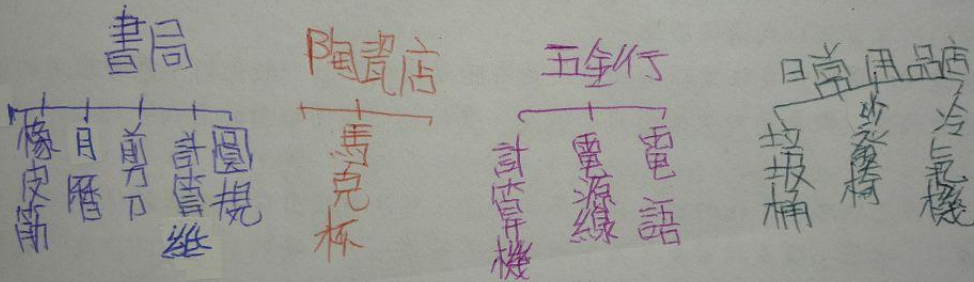 書局
橡皮筋
月曆
剪刀
計算紙
圓規
陶瓷店
馬克杯
五金行
計算機
電源線
電語
日常用品店
垃圾桶
沙發椅
冷氣機